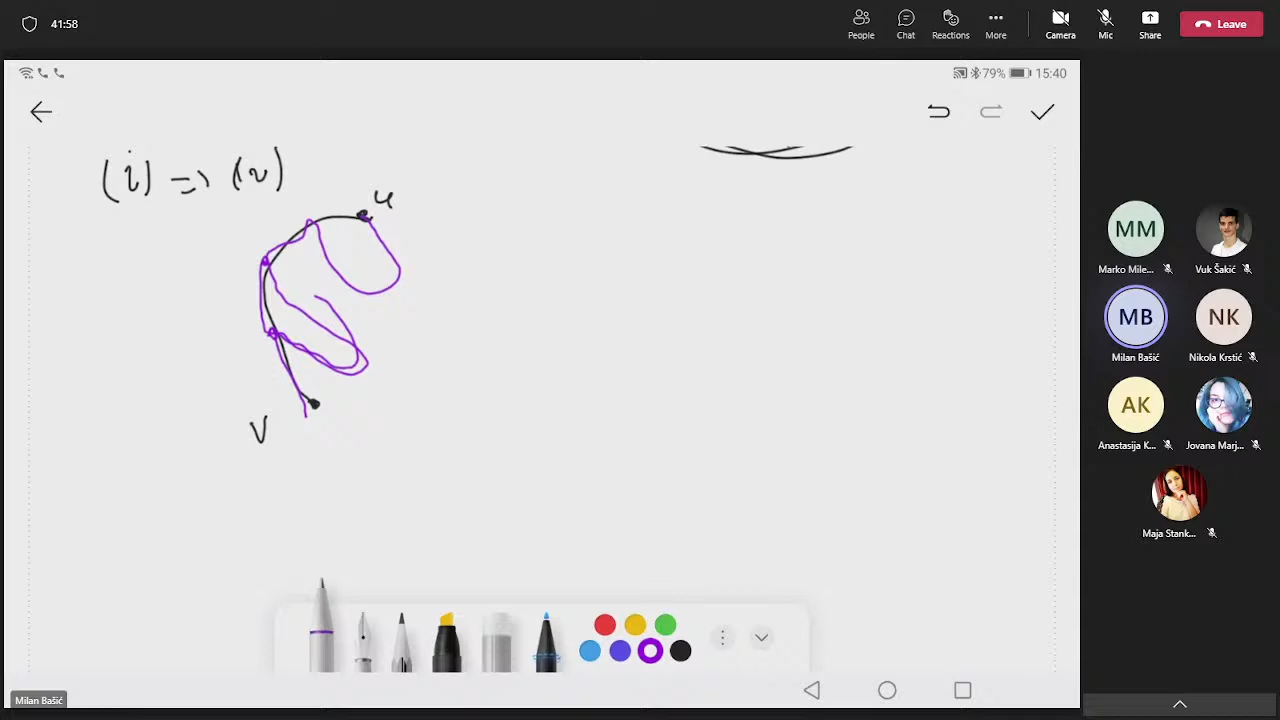 41:58
People
Chat
Reactions
More
Camera
Mic
Share
Leave
79%
15:40
(i) => (ii)
u
v
MM
Marko Mile...
Vuk Šakić
MB
Milan Bašić
NK
Nikola Krstić
AK
Anastasija K...
Jovana Marj...
Maja Stank...
Milan Bašić